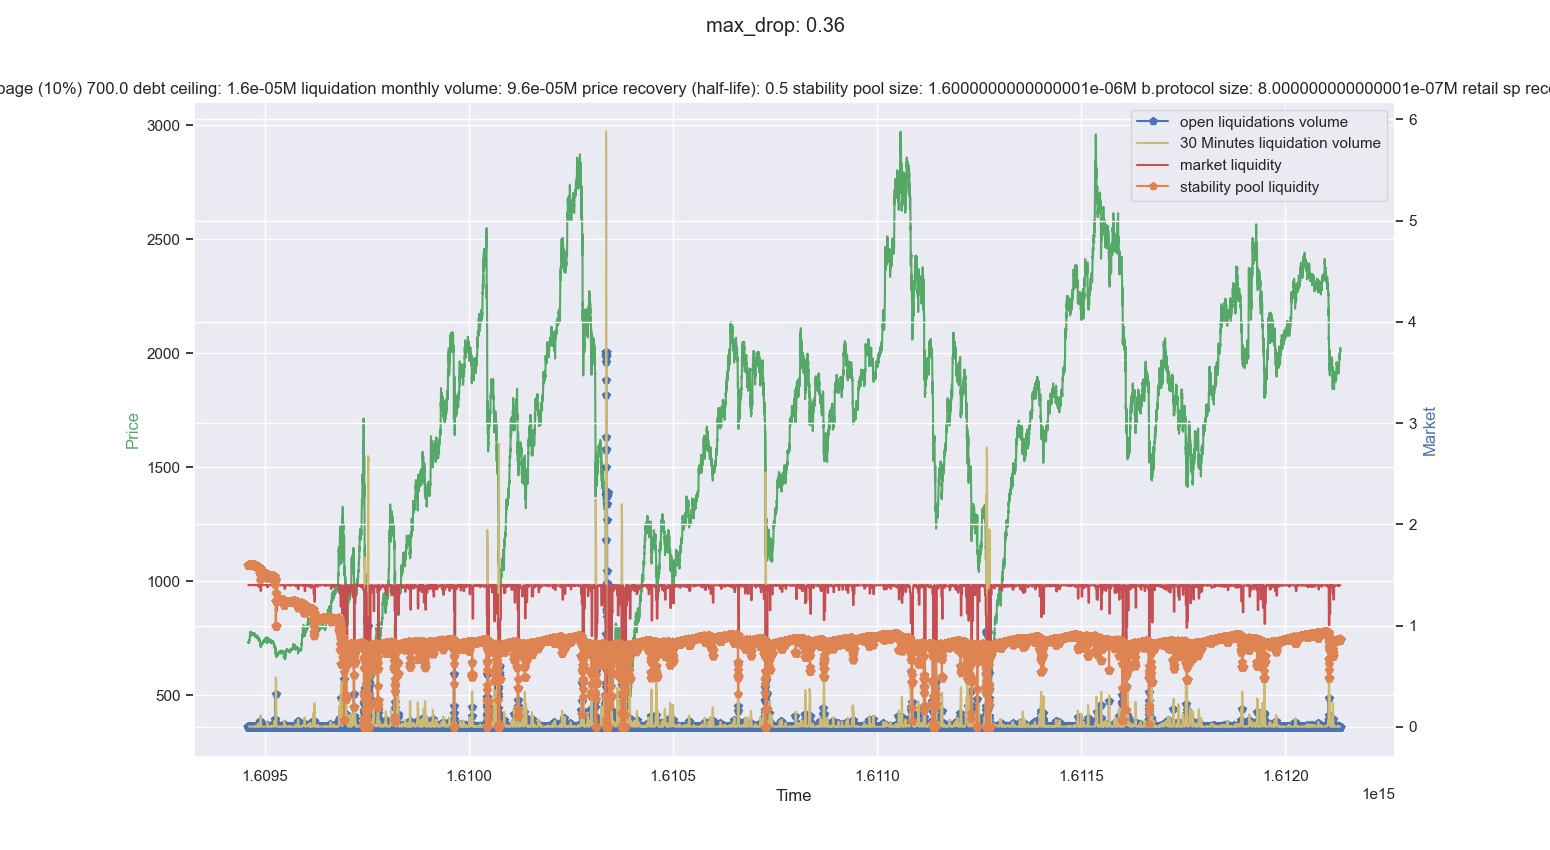 max_drop: 0.36
page (10%) 700.0 debt ceiling: 1.6e-05M liquidation monthly volume: 9.6e-05M price recovery (half-life): 0.5 stability pool size: 1.6000000000000001e-06M b.protocol size: 8.000000000000001e-07M retail sp reco
open liquidations volume
30 Minutes liquidation volume
market liquidity
stability pool liquidity
3000
2500
2000
1500
1000
500
Price
6
5
4
3
2
1
0
Market
1.6095
1.6100
1.6105
1.6110
1.6115
1.6120
1e15
Time